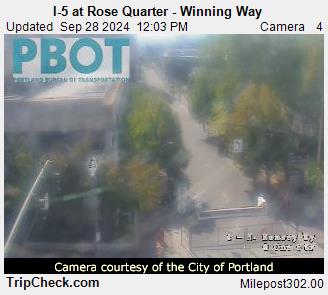 I-5 at Rose Quarter - Winning Way
Updated Sep 28 2024 12:03 PM Camera 4
PBOT
PORTLAND BUREAU OF TRANSPORTATION
Camera courtesy of the City of Portland
TripCheck.com Milepost302.00